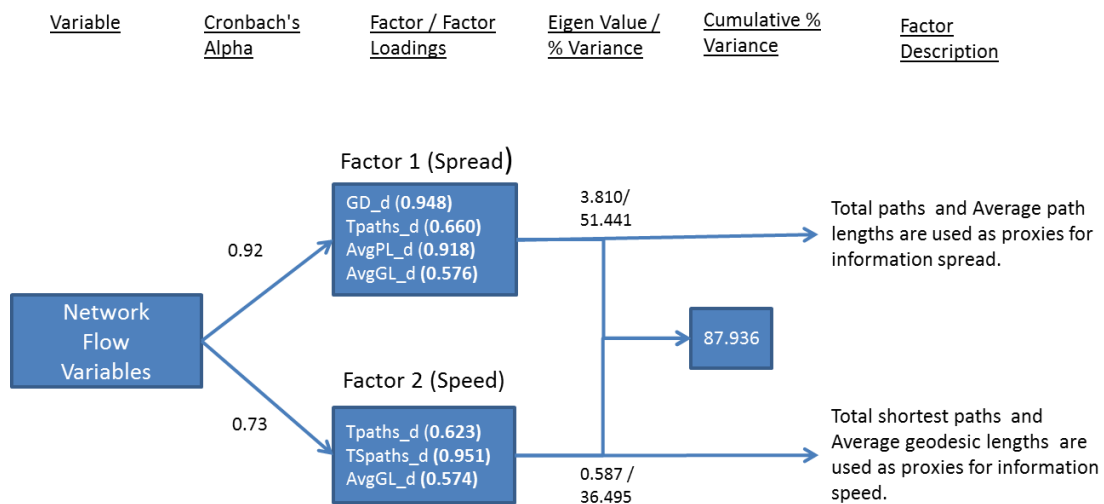 Variable
Cronbach's
Alpha
Factor / Factor
Loadings
Eigen Value /
% Variance
Cumulative %
Variance
Factor
Description
Factor 1 (Spread)
GD_d (0.948)
Tpaths_d (0.660)
AvgPL_d (0.918)
AvgGL_d (0.576)
3.810/
51.441
Total paths and Average path
lengths are used as proxies for
information spread.
0.92
Network
Flow
Variables
87.936
0.73
Factor 2 (Speed)
Tpaths_d (0.623)
TSpaths_d (0.951)
AvgGL_d (0.574)
0.587 /
36.495
Total shortest paths and
Average geodesic lengths are
used as proxies for information
speed.